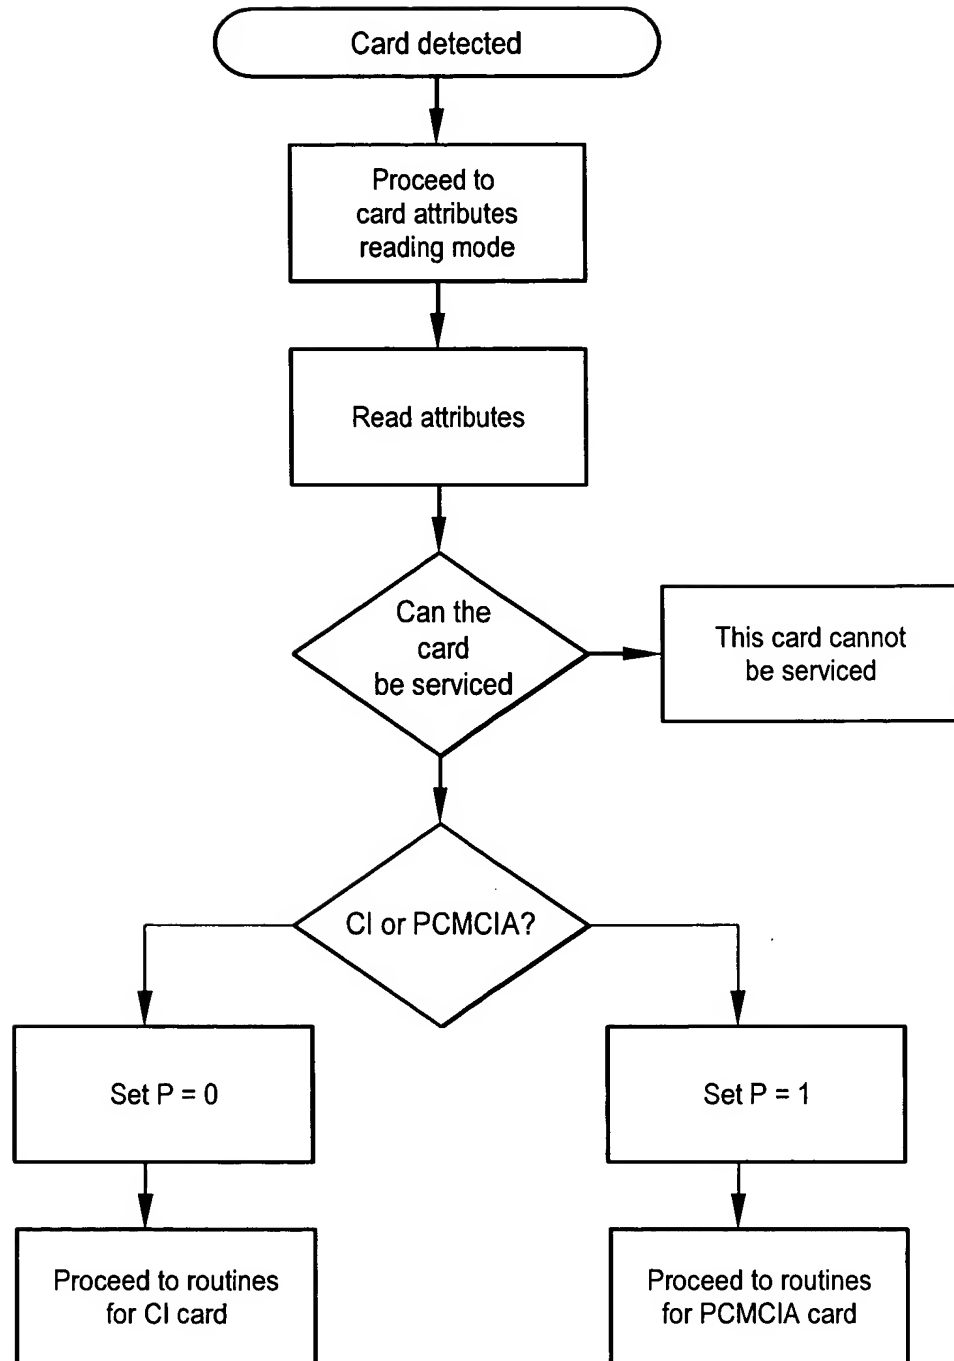 Card detected
Proceed to
card attributes
reading mode
Read attributes
Can the
card
be serviced
This card cannot
be serviced
CI or PCMCIA?
Set P = 0
Set P = 1
Proceed to routines
for CI card
Proceed to routines
for PCMCIA card